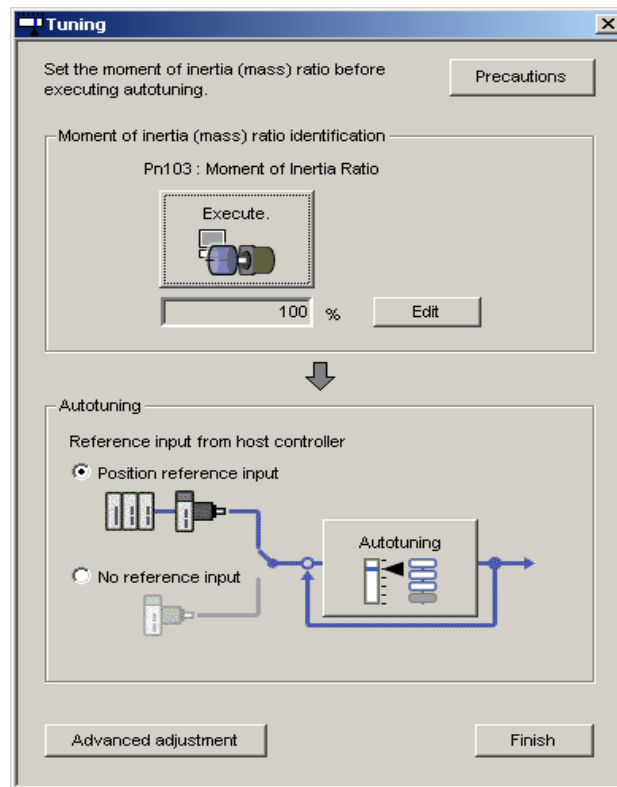 Tuning
Set the moment of inertia (mass) ratio before
executing autotuning.
Precautions
Moment of inertia (mass) ratio identification
Pn103 : Moment of Inertia Ratio
Execute.
100 %
Edit
Autotuning
Reference input from host controller
Position reference input
Autotuning
No reference input
Advanced adjustment
Finish